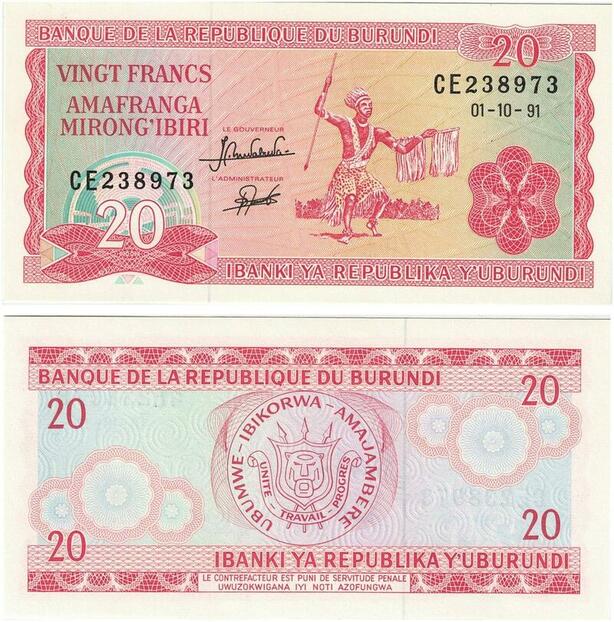 BANQUE DE LA REPUBLIQUE DU BURUNDI
20
VINGT FRANCS
AMAFRANGA
MIRONG'IBIRI
CE238973
01-10-91
LE GOUVERNEUR
L'ADMINISTRATEUR
CE238973
20
IBANKI YA REPUBLIKA Y'UBURUNDI
BANQUE DE LA REPUBLIQUE DU BURUNDI
20
20
UBUMWE - IBIKORWA - AMAJAMBERE
UNITE - TRAVAIL - PROGRES
20
20
IBANKI YA REPUBLIKA Y'UBURUNDI
LE CONTREFACTEUR EST PUNI DE SERVITUDE PENALE
UWUZOKWIGANA IYI NOTI AZOFUNGWA